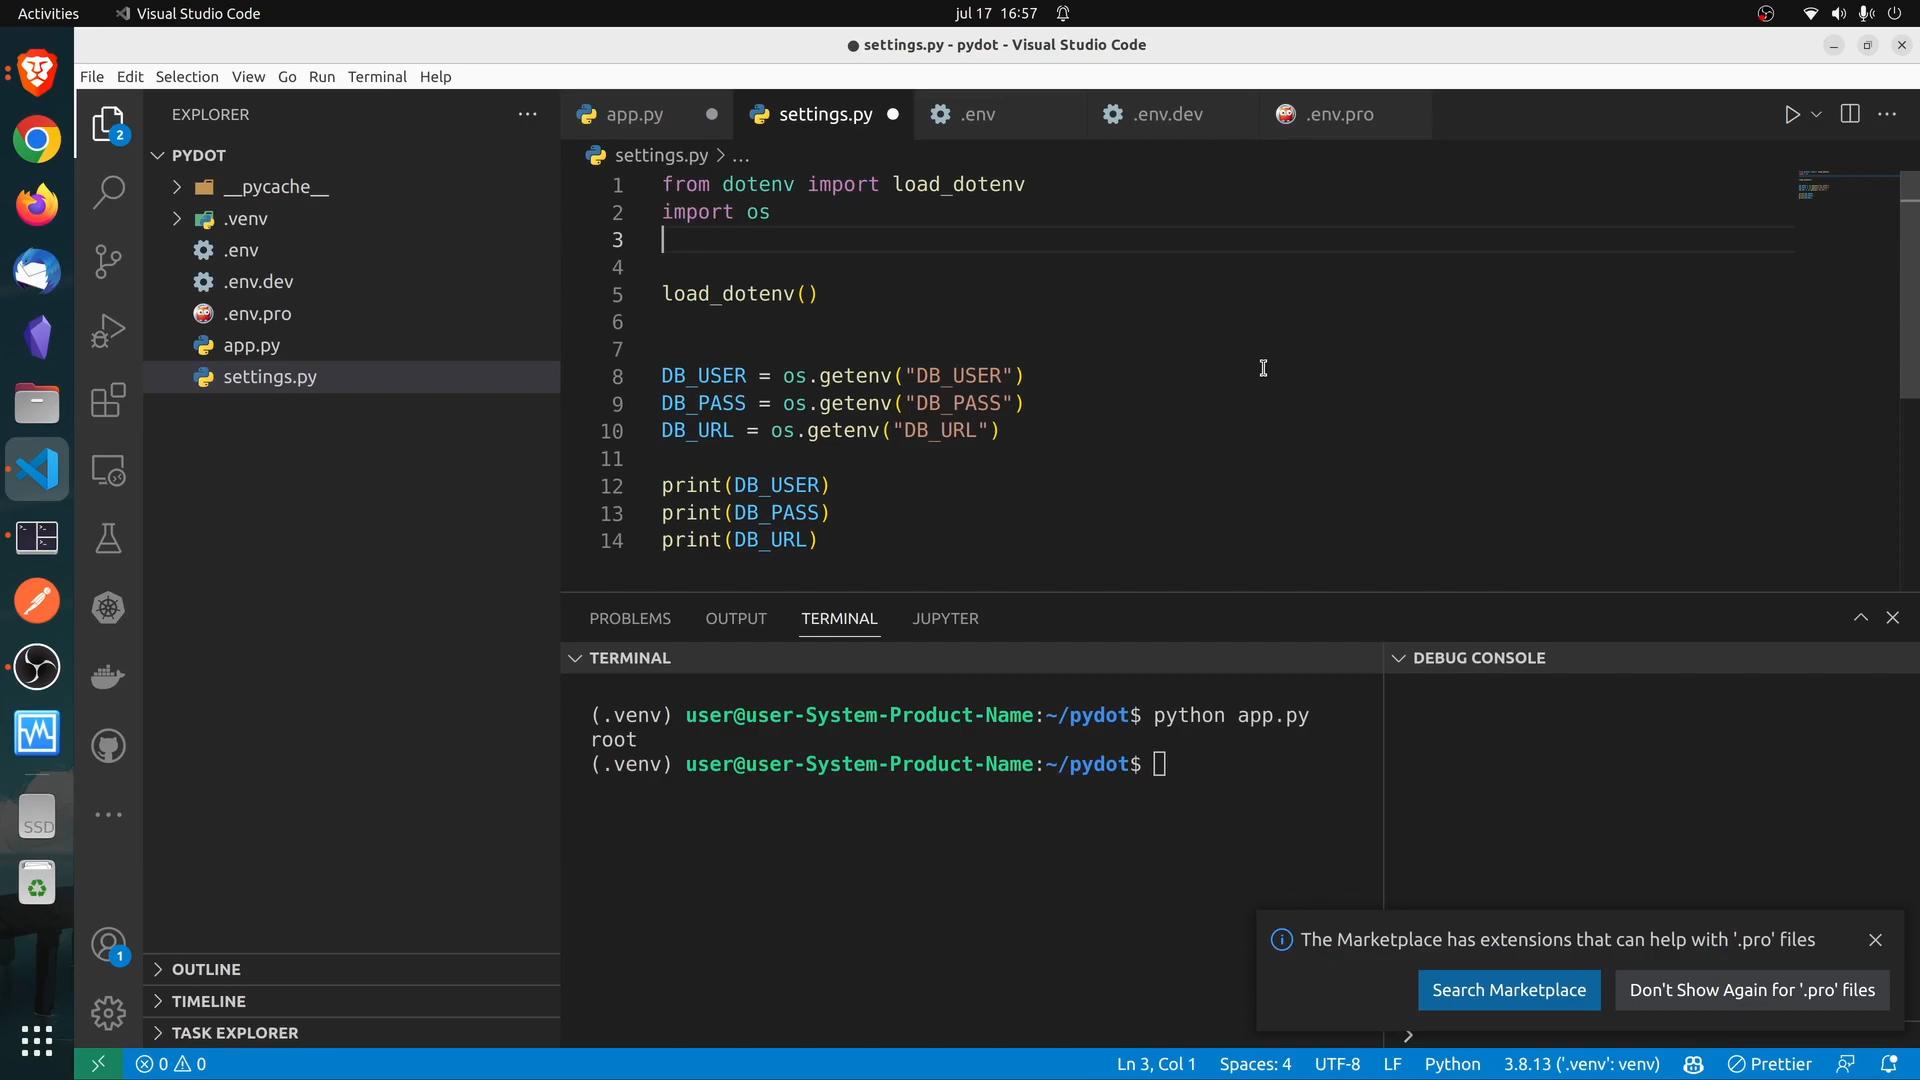 Activities
Visual Studio Code
jul 17 16:57
● settings.py - pydot - Visual Studio Code
File Edit Selection View Go Run Terminal Help
EXPLORER
app.py
settings.py
.env
.env.dev
.env.pro
2
PYDOT
settings.py > ...
__pycache__
.venv
.env
.env.dev
.env.pro
app.py
settings.py
1 from dotenv import load_dotenv
2 import os
3
4
5 load_dotenv()
6
7
8 DB_USER = os.getenv("DB_USER")
9 DB_PASS = os.getenv("DB_PASS")
10 DB_URL = os.getenv("DB_URL")
11
12 print(DB_USER)
13 print(DB_PASS)
14 print(DB_URL)
PROBLEMS OUTPUT TERMINAL JUPYTER
TERMINAL
DEBUG CONSOLE
(.venv) user@user-System-Product-Name:~/pydot$ python app.py
root
(.venv) user@user-System-Product-Name:~/pydot$
SSD
The Marketplace has extensions that can help with '.pro' files
Search Marketplace
Don't Show Again for '.pro' files
1
OUTLINE
TIMELINE
TASK EXPLORER
0 0
Ln 3, Col 1
Spaces: 4
UTF-8
LF
Python
3.8.13 ('.venv': venv)
Prettier